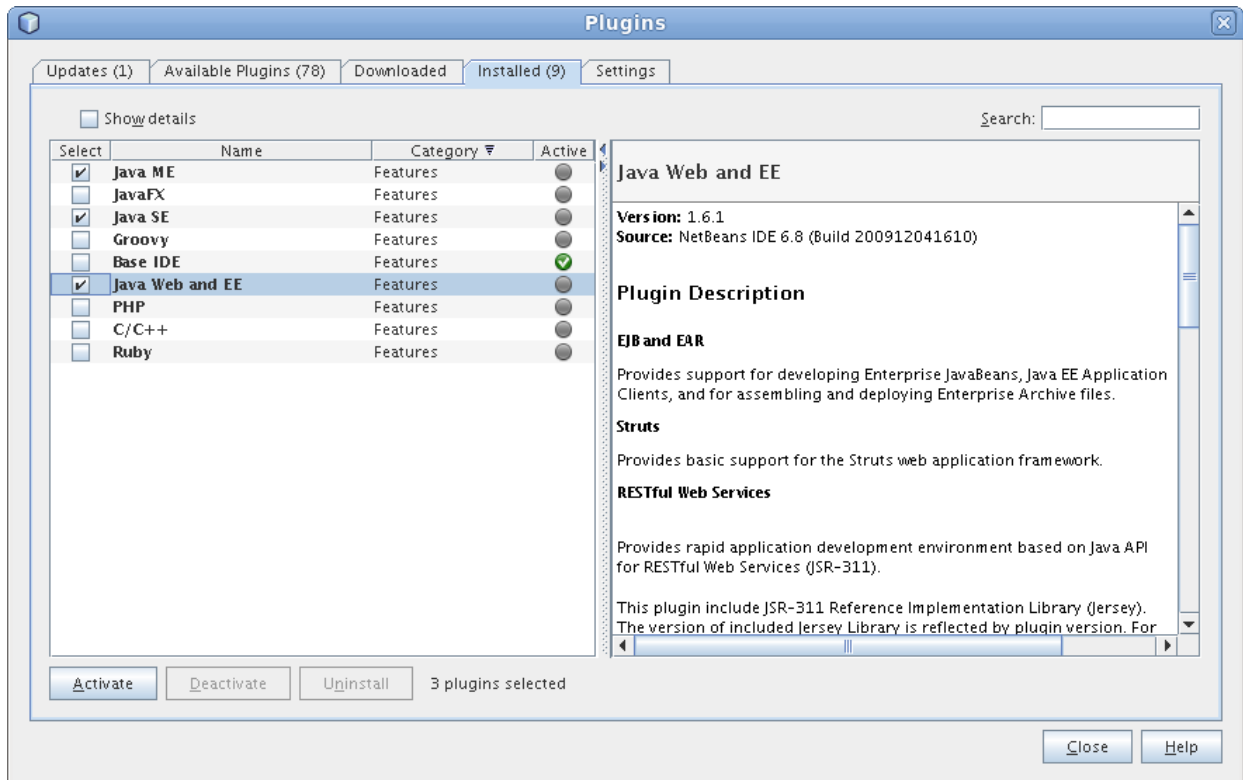 Plugins
Updates (1) Available Plugins (78) Downloaded Installed (9) Settings
Show details Search:
Select Name Category Active
Java ME Features
JavaFX Features
Java SE Features
Groovy Features
Base IDE Features
Java Web and EE Features
PHP Features
C/C++ Features
Ruby Features
Java Web and EE
Version: 1.6.1
Source: NetBeans IDE 6.8 (Build 200912041610)
Plugin Description
EJB and EAR
Provides support for developing Enterprise JavaBeans, Java EE Application
Clients, and for assembling and deploying Enterprise Archive files.
Struts
Provides basic support for the Struts web application framework.
RESTful Web Services
Provides rapid application development environment based on Java API
for RESTful Web Services (JSR-311).
This plugin include JSR-311 Reference Implementation Library (Jersey).
The version of included Jersey Library is reflected by plugin version. For
Activate Deactivate Uninstall 3 plugins selected
Close Help